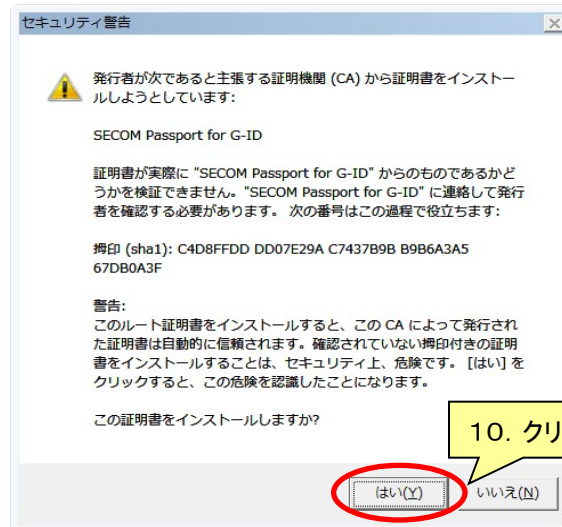 セキュリティ警告
発行者が次であると主張する証明機関 (CA) から証明書をインストー
ルしようとしています:
SECOM Passport for G-ID
証明書が実際に "SECOM Passport for G-ID" からのものであるかど
うかを検証できません。"SECOM Passport for G-ID" に連絡して発行
者を確認する必要があります。 次の番号はこの過程で役立ちます:
拇印 (sha1): C4D8FFDD DD07E29A C7437B9B B9B6A3A5
67DB0A3F
警告:
このルート証明書をインストールすると、この CA によって発行され
た証明書は自動的に信頼されます。確認されていない拇印付きの証明
書をインストールすることは、セキュリティ上、危険です。 [はい] を
クリックすると、この危険を認識したことになります。
この証明書をインストールしますか?
10. クリ
はい(Y)
いいえ(N)